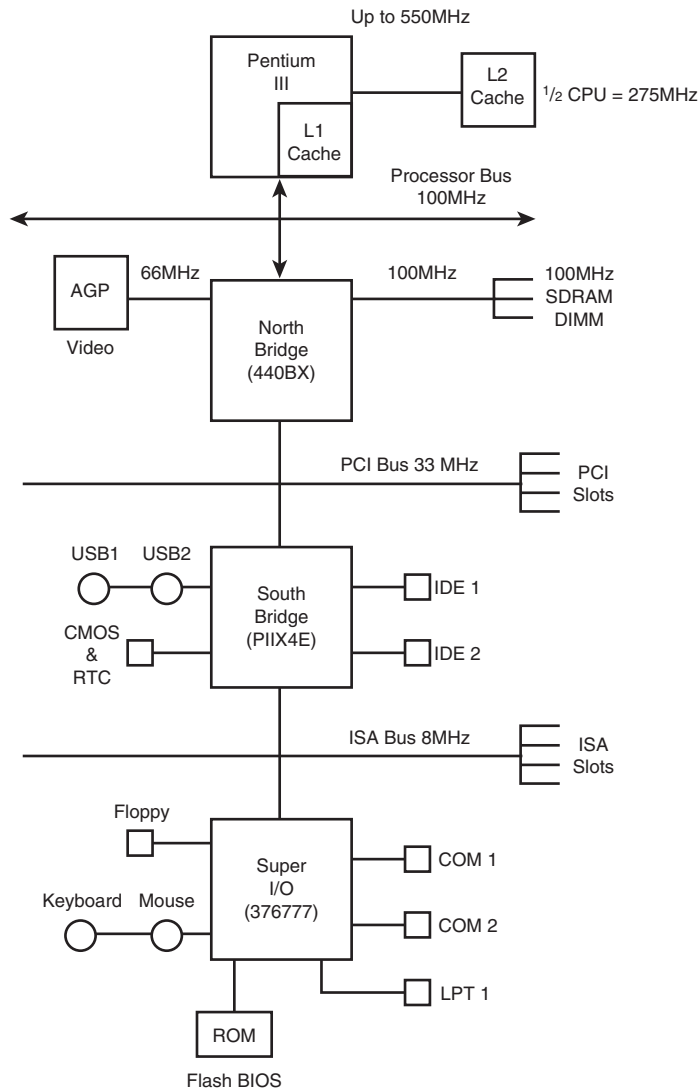 Up to 550MHz
Pentium
III
L1
Cache
L2
Cache
1/2 CPU = 275MHz
Processor Bus
100MHz
AGP
Video
66MHz
100MHz
100MHz
SDRAM
DIMM
North
Bridge
(440BX)
PCI Bus 33 MHz
PCI
Slots
USB1
USB2
CMOS
&
RTC
South
Bridge
(PIIX4E)
IDE 1
IDE 2
ISA Bus 8MHz
ISA
Slots
Floppy
Keyboard
Mouse
Super
I/O
(376777)
COM 1
COM 2
LPT 1
ROM
Flash BIOS